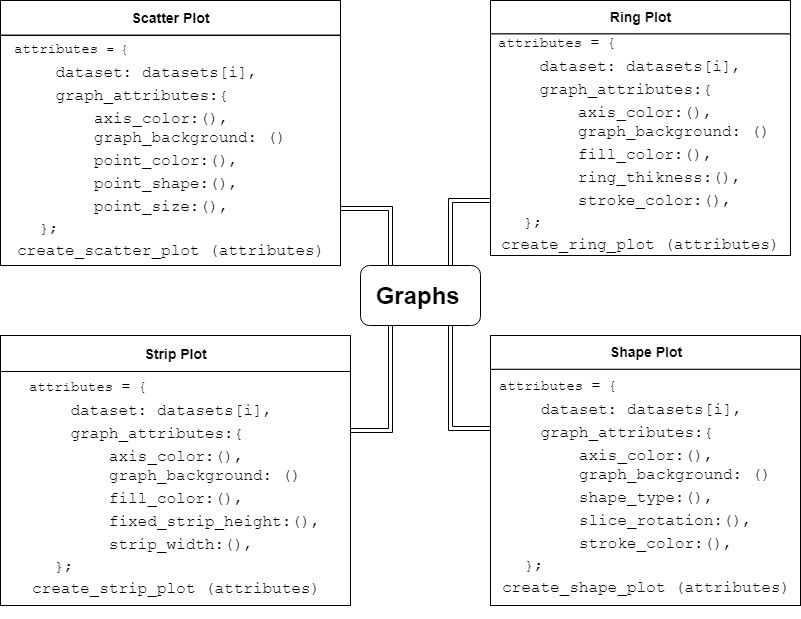 Scatter Plot
attributes = {
dataset: datasets[i],
graph_attributes:{
axis_color:(),
graph_background: ()
point_color:(),
point_shape:(),
point_size:(),
};
create_scatter_plot (attributes)
Ring Plot
attributes = {
dataset: datasets[i],
graph_attributes:{
axis_color:(),
graph_background: ()
fill_color:(),
ring_thikness:(),
stroke_color:(),
};
create_ring_plot (attributes)
Graphs
Strip Plot
attributes = {
dataset: datasets[i],
graph_attributes:{
axis_color:(),
graph_background: ()
fill_color:(),
fixed_strip_height:(),
strip_width:(),
};
create_strip_plot (attributes)
Shape Plot
attributes = {
dataset: datasets[i],
graph_attributes:{
axis_color:(),
graph_background: ()
shape_type:(),
slice_rotation:(),
stroke_color:(),
};
create_shape_plot (attributes)